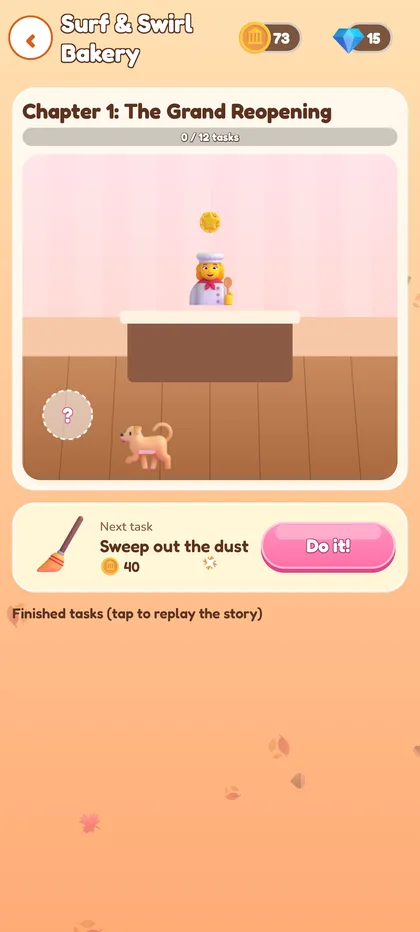 Surf & Swirl
Bakery
73
15
Chapter 1: The Grand Reopening
0 / 12 tasks
?
Next task
Sweep out the dust
40
Do it!
Finished tasks (tap to replay the story)